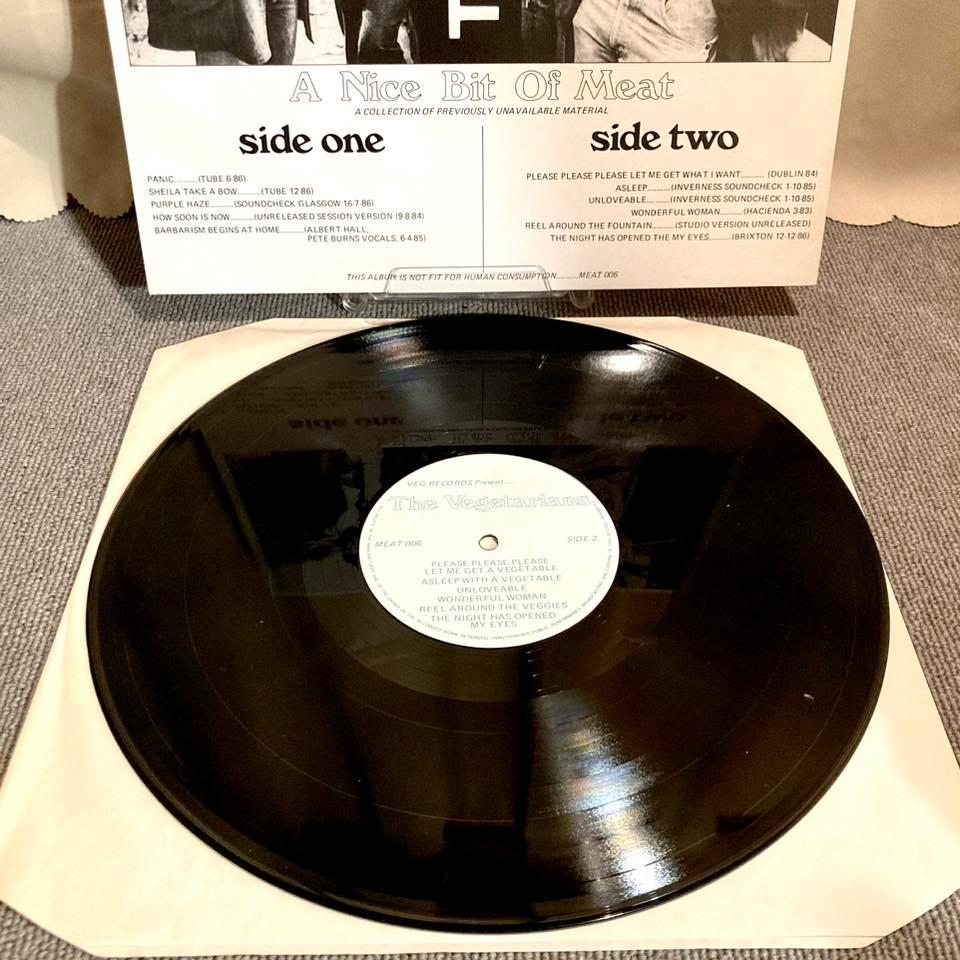 T
A Nice Bit Of Meat
A COLLECTION OF PREVIOUSLY UNAVAILABLE MATERIAL
side one
PANIC..........(TUBE 6·86)
SHEILA TAKE A BOW..........(TUBE 12·86)
PURPLE HAZE..........(SOUNDCHECK GLASGOW 16·7·86)
HOW SOON IS NOW..........(UNRELEASED SESSION VERSION (9·8·84)
BARBARISM BEGINS AT HOME..........(ALBERT HALL,
PETE BURNS VOCALS, 6·4·85)
side two
PLEASE PLEASE PLEASE LET ME GET WHAT I WANT.......... (DUBLIN 84)
ASLEEP..........(INVERNESS SOUNDCHECK 1·10·85)
UNLOVEABLE..........(INVERNESS SOUNDCHECK 1·10·85)
WONDERFUL WOMAN..........(HACIENDA 3·83)
REEL AROUND THE FOUNTAIN..........(STUDIO VERSION UNRELEASED)
THE NIGHT HAS OPENED THE MY EYES..........(BRIXTON 12·12·86)
THIS ALBUM IS NOT FIT FOR HUMAN CONSUMPTION..........MEAT 006
side one
side two
VEG RECORDS Present.....
The Vegetarians
MEAT 006
SIDE 2
PLEASE PLEASE PLEASE
LET ME GET A VEGETABLE
ASLEEP WITH A VEGETABLE
UNLOVEABLE
WONDERFUL WOMAN
REEL AROUND THE VEGGIES
THE NIGHT HAS OPENED
MY EYES